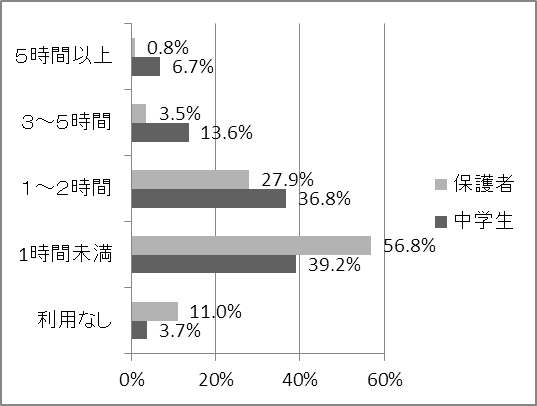 ５時間以上
0.8%
6.7%
３～５時間
3.5%
13.6%
１～２時間
27.9%
36.8%
1時間未満
56.8%
39.2%
利用なし
11.0%
3.7%
0%
20%
40%
60%
保護者
中学生